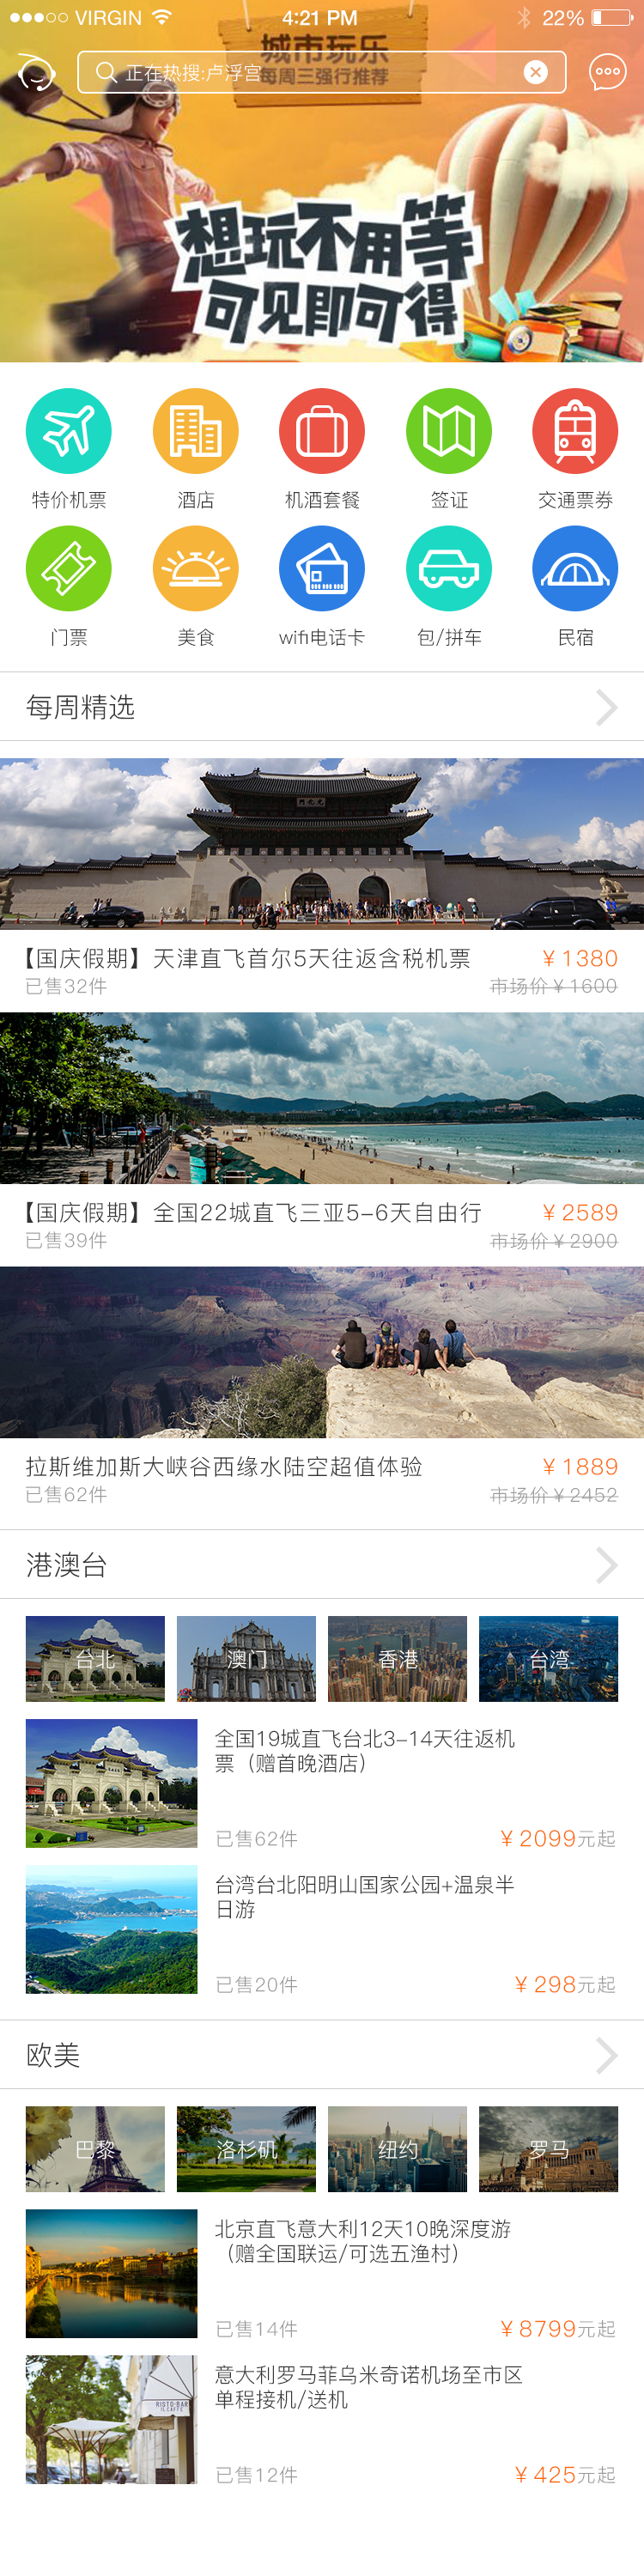 VIRGIN 4:21 PM 22%
城市玩乐
正在热搜:卢浮宫
每周三强行推荐
想玩不用等
可见即可得
特价机票 酒店 机酒套餐 签证 交通票券
门票 美食 wifi电话卡 包/拼车 民宿
每周精选
【国庆假期】天津直飞首尔5天往返含税机票 ¥1380
已售32件 市场价¥1600
【国庆假期】全国22城直飞三亚5-6天自由行 ¥2589
已售39件 市场价¥2900
拉斯维加斯大峡谷西缘水陆空超值体验 ¥1889
已售62件 市场价¥2452
港澳台
台北 澳门 香港 台湾
全国19城直飞台北3-14天往返机
票（赠首晚酒店）
已售62件 ¥2099元起
台湾台北阳明山国家公园+温泉半
日游
已售20件 ¥298元起
欧美
巴黎 洛杉矶 纽约 罗马
北京直飞意大利12天10晚深度游
（赠全国联运/可选五渔村）
已售14件 ¥8799元起
意大利罗马菲乌米奇诺机场至市区
单程接机/送机
已售12件 ¥425元起